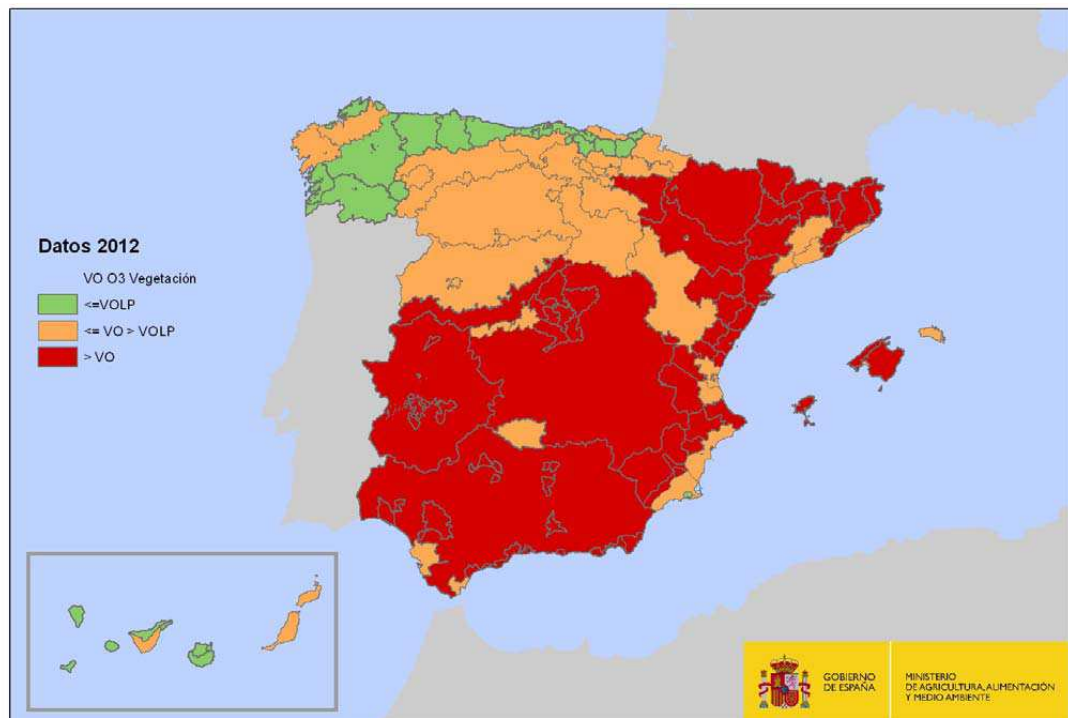 Datos 2012
VO O3 Vegetación
<=VOLP
<= VO > VOLP
> VO
GOBIERNO
DE ESPAÑA
MINISTERIO
DE AGRICULTURA, ALIMENTACIÓN
Y MEDIO AMBIENTE